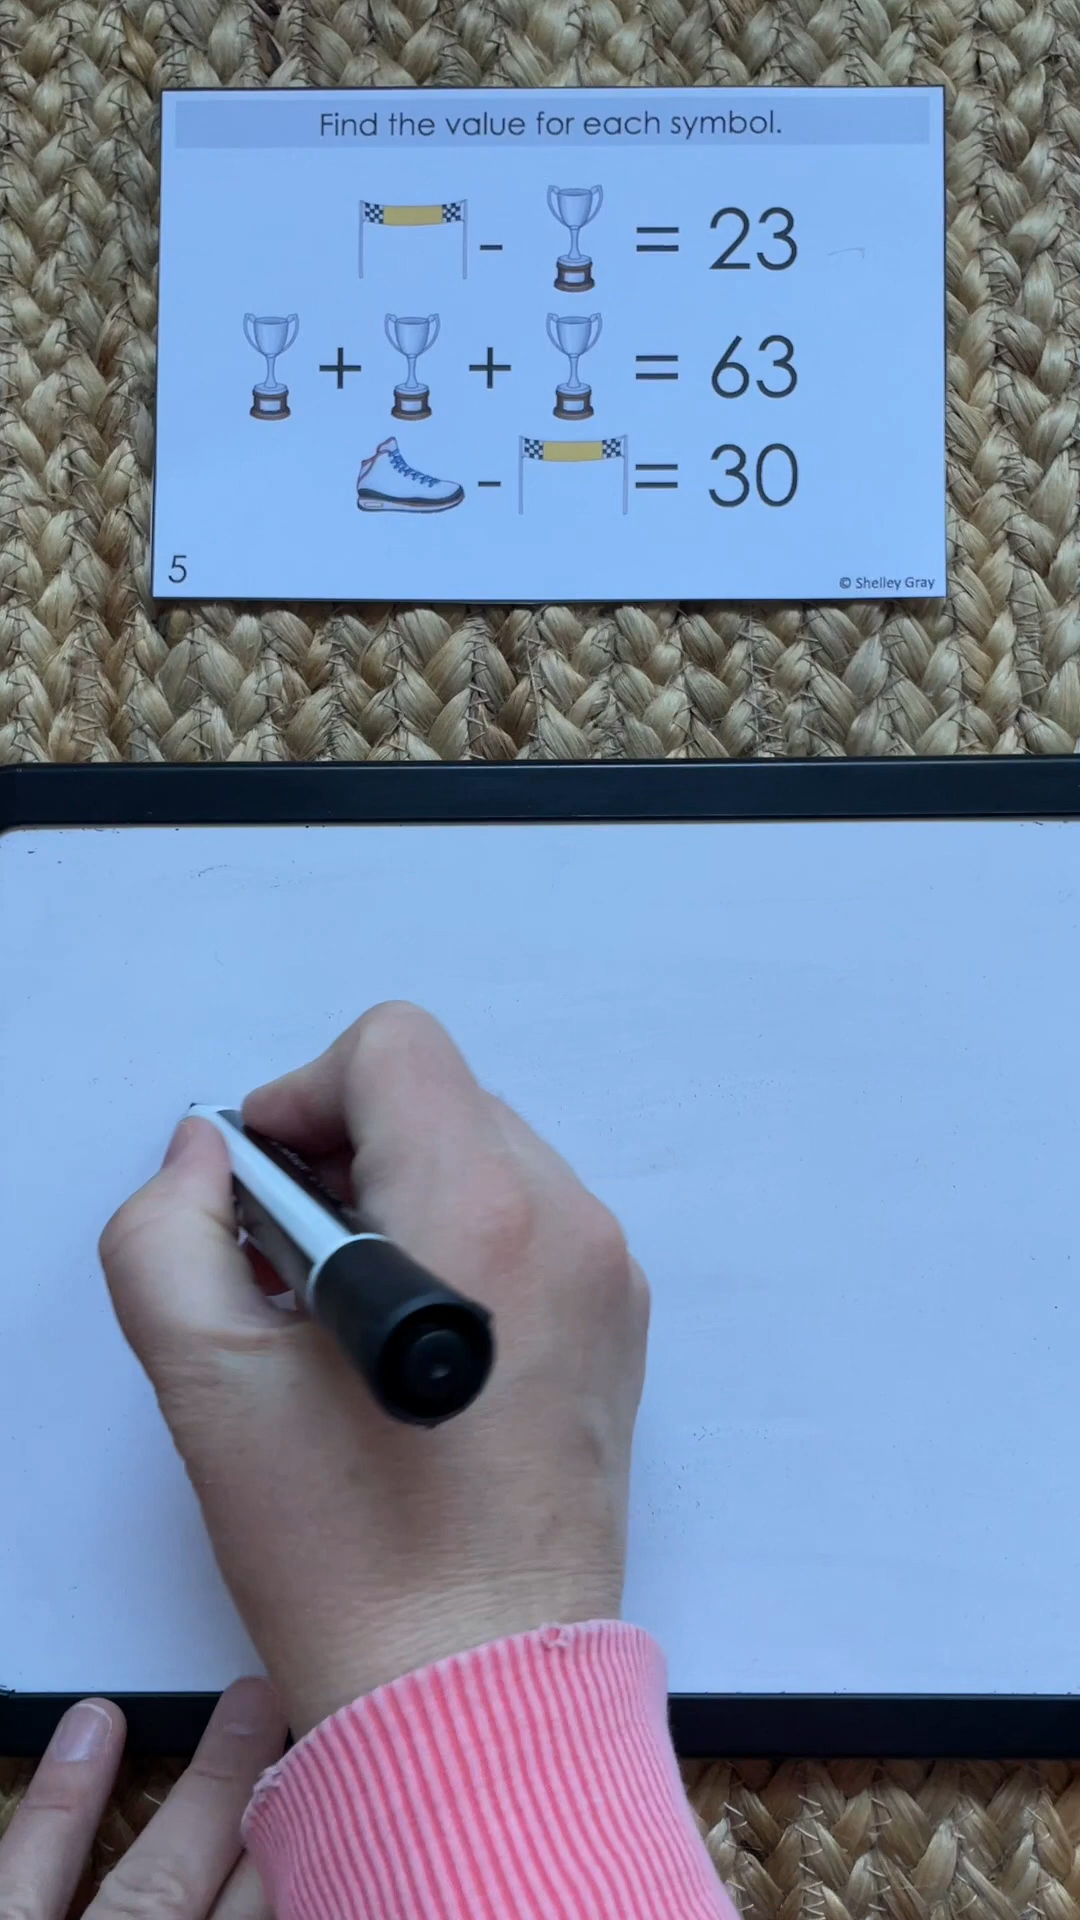 Find the value for each symbol.
- = 23
+ + = 63
- = 30
5
© Shelley Gray